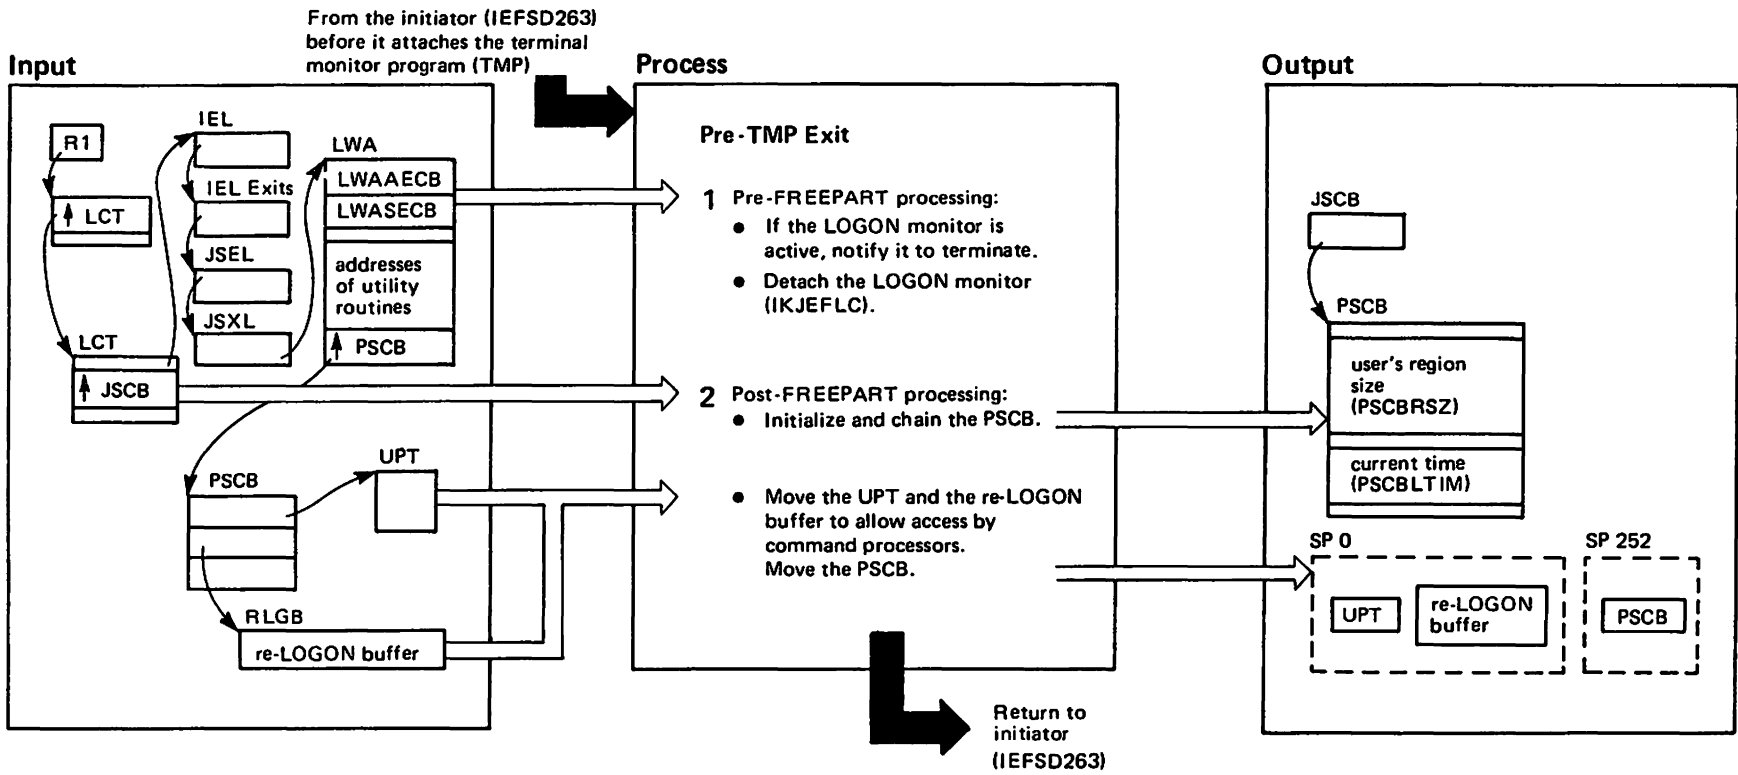 From the initiator (IEFSD263)
before it attaches the terminal
monitor program (TMP)
Input
Process
Output
R1
LCT
LCT
JSCB
IEL
IEL Exits
JSEL
JSXL
LWA
LWAAECB
LWASECB
addresses
of utility
routines
PSCB
PSCB
UPT
RLGB
re-LOGON buffer
Pre-TMP Exit
1 Pre-FREEPART processing:
● If the LOGON monitor is
active, notify it to terminate.
● Detach the LOGON monitor
(IKJEFLC).
2 Post-FREEPART processing:
● Initialize and chain the PSCB.
● Move the UPT and the re-LOGON
buffer to allow access by
command processors.
Move the PSCB.
Return to
initiator
(IEFSD263)
JSCB
PSCB
user's region
size
(PSCBRSZ)
current time
(PSCBLTIM)
SP 0
SP 252
UPT
re-LOGON
buffer
PSCB